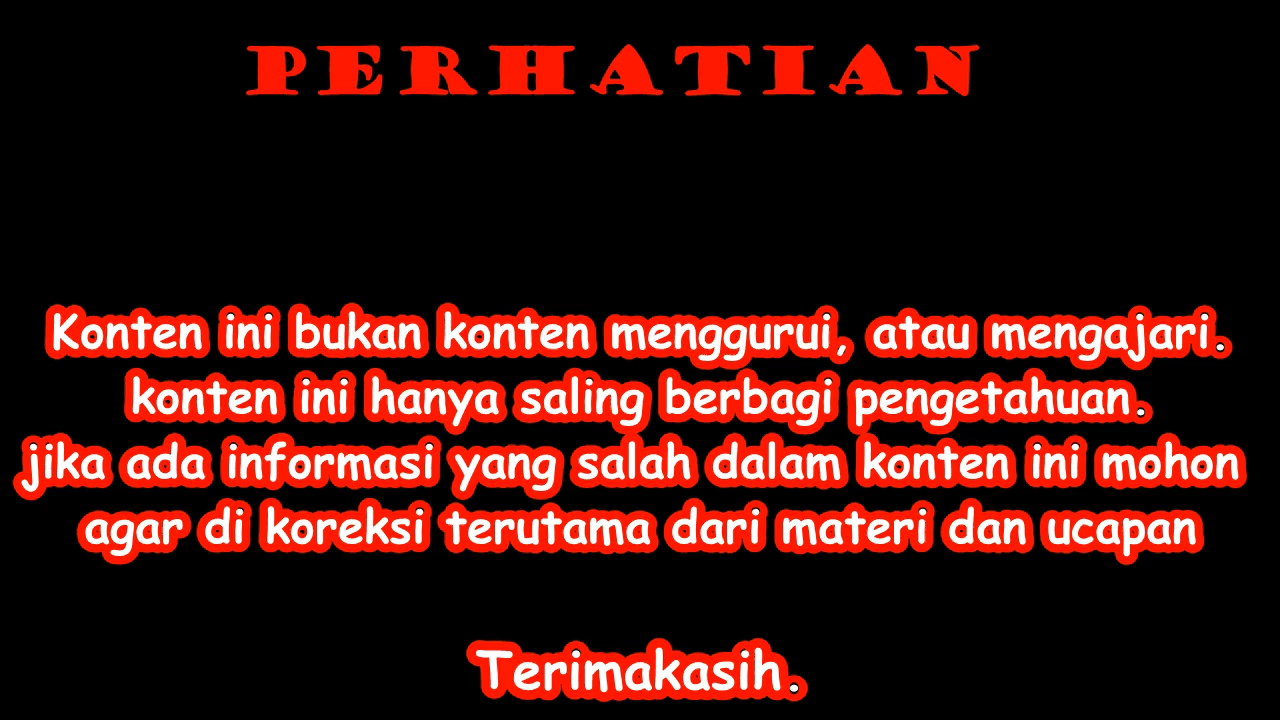 PERHATIAN
Konten ini bukan konten menggurui, atau mengajari.
konten ini hanya saling berbagi pengetahuan.
jika ada informasi yang salah dalam konten ini mohon
agar di koreksi terutama dari materi dan ucapan
Terimakasih.